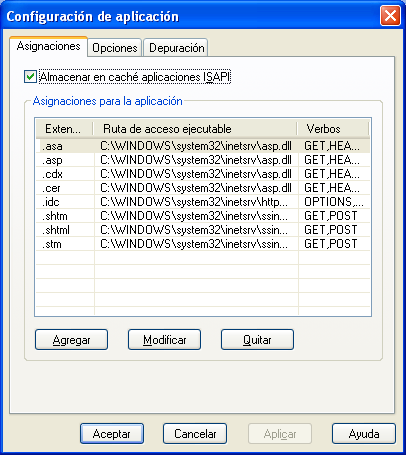 Configuración de aplicación
Asignaciones Opciones Depuración
Almacenar en caché aplicaciones ISAPI
Asignaciones para la aplicación
Exten... Ruta de acceso ejecutable Verbos
.asa C:\WINDOWS\system32\inetsrv\asp.dll GET,HEA...
.asp C:\WINDOWS\system32\inetsrv\asp.dll GET,HEA...
.cdx C:\WINDOWS\system32\inetsrv\asp.dll GET,HEA...
.cer C:\WINDOWS\system32\inetsrv\asp.dll GET,HEA...
.idc C:\WINDOWS\system32\inetsrv\http... OPTIONS,...
.shtm C:\WINDOWS\system32\inetsrv\ssin... GET,POST
.shtml C:\WINDOWS\system32\inetsrv\ssin... GET,POST
.stm C:\WINDOWS\system32\inetsrv\ssin... GET,POST
Agregar Modificar Quitar
Aceptar Cancelar Aplicar Ayuda